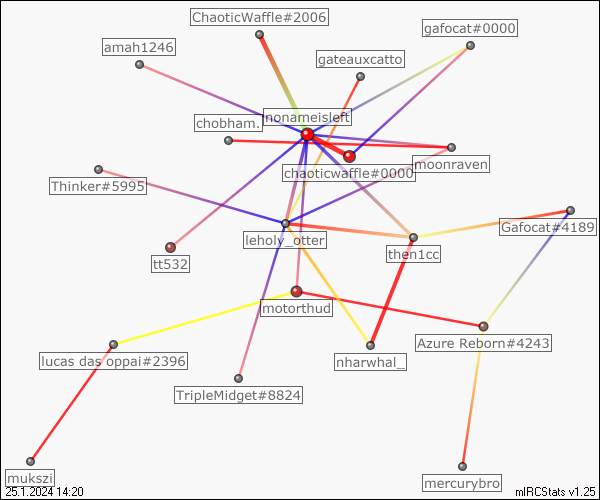 ChaoticWaffle#2006
gafocat#0000
amah1246
gateauxcatto
nonameisleft
chobham.
moonraven
chaoticwaffle#0000
Thinker#5995
Gafocat#4189
leholy_otter
then1cc
tt532
motorthud
Azure Reborn#4243
lucas das oppai#2396
nharwhal_
TripleMidget#8824
mukszi
mercurybro
25.1.2024 14:20
mIRCStats v1.25